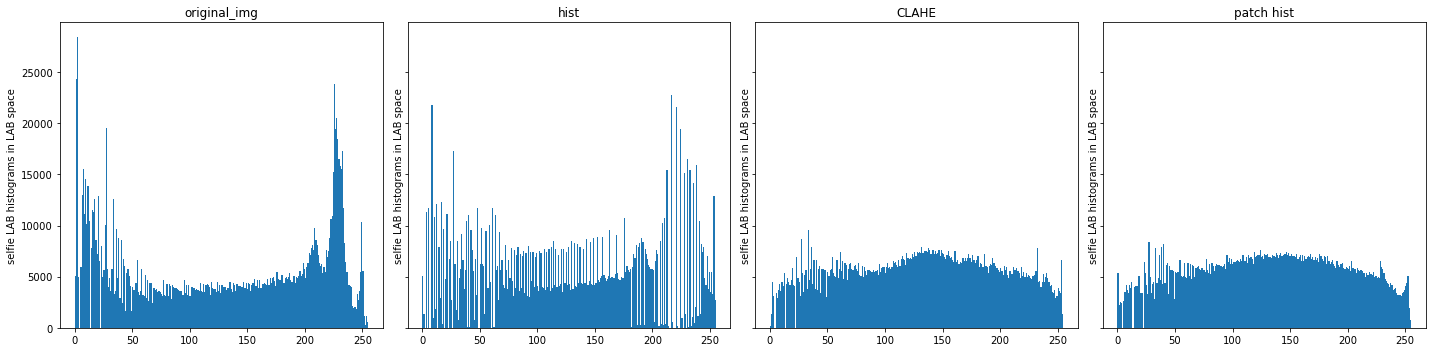 original_img
hist
CLAHE
patch hist
selfie LAB histograms in LAB space
25000
20000
15000
10000
5000
0
0 50 100 150 200 250
selfie LAB histograms in LAB space
0 50 100 150 200 250
selfie LAB histograms in LAB space
0 50 100 150 200 250
selfie LAB histograms in LAB space
0 50 100 150 200 250